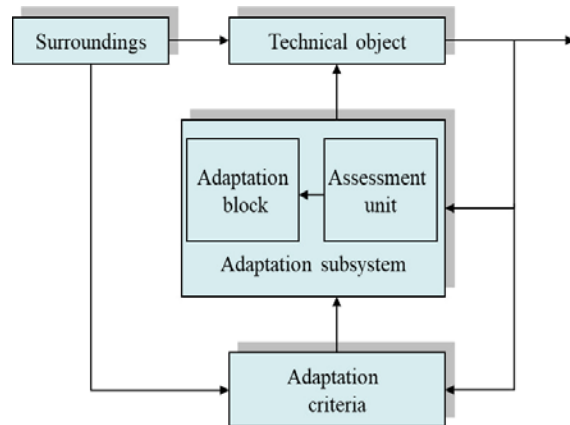 Surroundings
Technical object
Adaptation
block
Assessment
unit
Adaptation subsystem
Adaptation
criteria